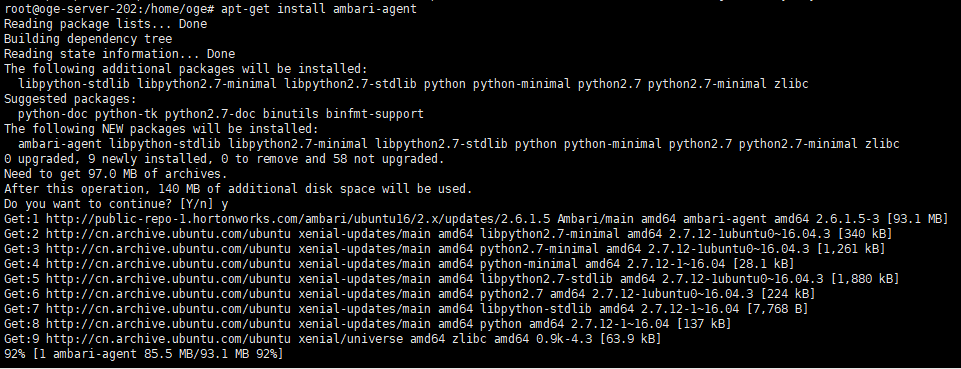 root@oge-server-202:/home/oge# apt-get install ambari-agent
Reading package lists... Done
Building dependency tree
Reading state information... Done
The following additional packages will be installed:
  libpython-stdlib libpython2.7-minimal libpython2.7-stdlib python python-minimal python2.7 python2.7-minimal zlibc
Suggested packages:
  python-doc python-tk python2.7-doc binutils binfmt-support
The following NEW packages will be installed:
  ambari-agent libpython-stdlib libpython2.7-minimal libpython2.7-stdlib python python-minimal python2.7 python2.7-minimal zlibc
0 upgraded, 9 newly installed, 0 to remove and 58 not upgraded.
Need to get 97.0 MB of archives.
After this operation, 140 MB of additional disk space will be used.
Do you want to continue? [Y/n] y
Get:1 http://public-repo-1.hortonworks.com/ambari/ubuntu16/2.x/updates/2.6.1.5 Ambari/main amd64 ambari-agent amd64 2.6.1.5-3 [93.1 MB]
Get:2 http://cn.archive.ubuntu.com/ubuntu xenial-updates/main amd64 libpython2.7-minimal amd64 2.7.12-1ubuntu0~16.04.3 [340 kB]
Get:3 http://cn.archive.ubuntu.com/ubuntu xenial-updates/main amd64 python2.7-minimal amd64 2.7.12-1ubuntu0~16.04.3 [1,261 kB]
Get:4 http://cn.archive.ubuntu.com/ubuntu xenial-updates/main amd64 python-minimal amd64 2.7.12-1~16.04 [28.1 kB]
Get:5 http://cn.archive.ubuntu.com/ubuntu xenial-updates/main amd64 libpython2.7-stdlib amd64 2.7.12-1ubuntu0~16.04.3 [1,880 kB]
Get:6 http://cn.archive.ubuntu.com/ubuntu xenial-updates/main amd64 python2.7 amd64 2.7.12-1ubuntu0~16.04.3 [224 kB]
Get:7 http://cn.archive.ubuntu.com/ubuntu xenial-updates/main amd64 libpython-stdlib amd64 2.7.12-1~16.04 [7,768 B]
Get:8 http://cn.archive.ubuntu.com/ubuntu xenial-updates/main amd64 python amd64 2.7.12-1~16.04 [137 kB]
Get:9 http://cn.archive.ubuntu.com/ubuntu xenial/universe amd64 zlibc amd64 0.9k-4.3 [63.9 kB]
92% [1 ambari-agent 85.5 MB/93.1 MB 92%]